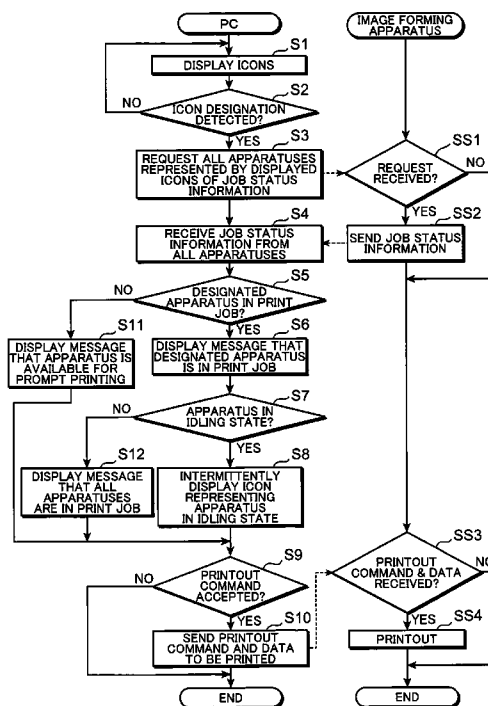 PC
IMAGE FORMING
APPARATUS
S1
DISPLAY ICONS
S2
ICON DESIGNATION
DETECTED?
NO
YES
S3
REQUEST ALL APPARATUSES
REPRESENTED BY DISPLAYED
ICONS OF JOB STATUS
INFORMATION
SS1
REQUEST
RECEIVED?
NO
YES
S4
RECEIVE JOB STATUS
INFORMATION FROM
ALL APPARATUSES
SS2
SEND JOB STATUS
INFORMATION
S5
DESIGNATED
APPARATUS IN PRINT
JOB?
NO
YES
S11
DISPLAY MESSAGE
THAT APPARATUS IS
AVAILABLE FOR
PROMPT PRINTING
S6
DISPLAY MESSAGE THAT
DESIGNATED APPARATUS
IS IN PRINT JOB
S7
APPARATUS IN
IDLING STATE?
NO
YES
S12
DISPLAY MESSAGE
THAT ALL
APPARATUSES
ARE IN PRINT JOB
S8
INTERMITTENTLY
DISPLAY ICON
REPRESENTING
APPARATUS
IN IDLING STATE
S9
PRINTOUT
COMMAND
ACCEPTED?
NO
YES
SS3
PRINTOUT
COMMAND & DATA
RECEIVED?
NO
YES
S10
SEND PRINTOUT
COMMAND AND DATA
TO BE PRINTED
SS4
PRINTOUT
END
END